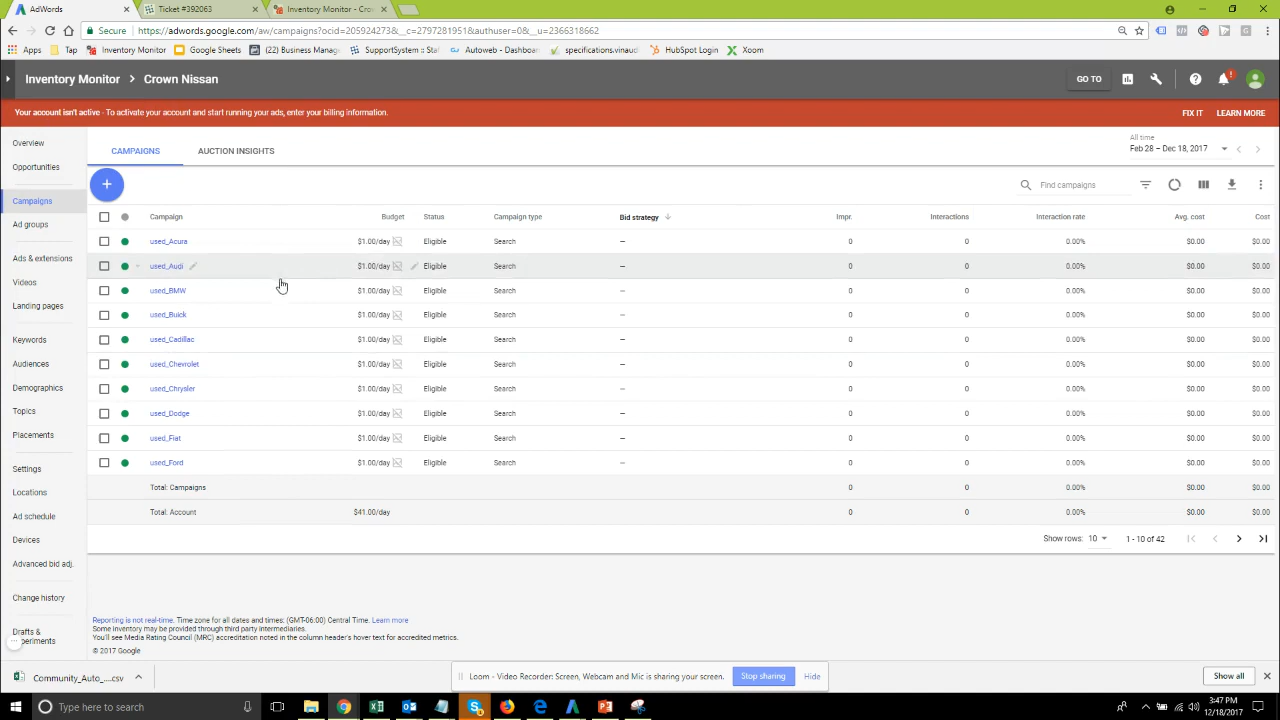 AdWords
Ticket #392063
Inventory Monitor - Crow
Secure
https://adwords.google.com/aw/campaigns?ocid=205924273&__c=2797281951&authuser=0&__u=2366318662
Apps
Tap
Inventory Monitor
Google Sheets
(22) Business Manag
SupportSystem :: Sta
Autoweb - Dashboar
specifications.vinaud
HubSpot Login
Xoom
Inventory Monitor > Crown Nissan
GO TO
Your account isn't active - To activate your account and start running your ads, enter your billing information.
FIX IT
LEARN MORE
Overview
Opportunities
Campaigns
Ad groups
Ads & extensions
Videos
Landing pages
Keywords
Audiences
Demographics
Topics
Placements
Settings
Locations
Ad schedule
Devices
Advanced bid adj.
Change history
Drafts &
CAMPAIGNS
AUCTION INSIGHTS
All time
Feb 28 – Dec 18, 2017
Find campaigns
Campaign Budget Status Campaign type Bid strategy Impr. Interactions Interaction rate Avg. cost Cost
used_Acura $1.00/day Eligible Search – 0 0 0.00% $0.00 $0.00
used_Audi $1.00/day Eligible Search – 0 0 0.00% $0.00 $0.00
used_BMW $1.00/day Eligible Search – 0 0 0.00% $0.00 $0.00
used_Buick $1.00/day Eligible Search – 0 0 0.00% $0.00 $0.00
used_Cadillac $1.00/day Eligible Search – 0 0 0.00% $0.00 $0.00
used_Chevrolet $1.00/day Eligible Search – 0 0 0.00% $0.00 $0.00
used_Chrysler $1.00/day Eligible Search – 0 0 0.00% $0.00 $0.00
used_Dodge $1.00/day Eligible Search – 0 0 0.00% $0.00 $0.00
used_Fiat $1.00/day Eligible Search – 0 0 0.00% $0.00 $0.00
used_Ford $1.00/day Eligible Search – 0 0 0.00% $0.00 $0.00
Total: Campaigns 0 0 0.00% $0.00 $0.00
Total: Account $41.00/day 0 0 0.00% $0.00 $0.00
Show rows: 10
1 - 10 of 42
Reporting is not real-time. Time zone for all dates and times: (GMT-06:00) Central Time. Learn more
Some inventory may be provided through third party intermediaries.
You'll see Media Rating Council (MRC) accreditation noted in the column header's hover text for accredited metrics.
© 2017 Google
Community_Auto_....csv
Loom - Video Recorder: Screen, Webcam and Mic is sharing your screen.
Stop sharing
Hide
Show all
Type here to search
3:47 PM
12/18/2017